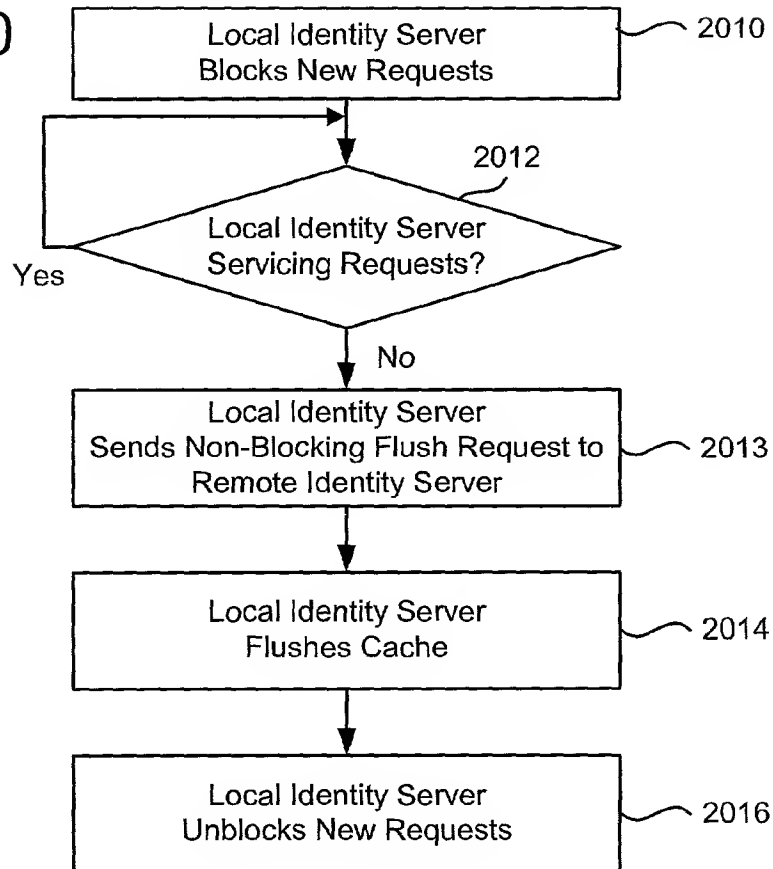 Local Identity Server
Blocks New Requests
2010
2012
Local Identity Server
Servicing Requests?
Yes
No
Local Identity Server
Sends Non-Blocking Flush Request to
Remote Identity Server
2013
Local Identity Server
Flushes Cache
2014
Local Identity Server
Unblocks New Requests
2016